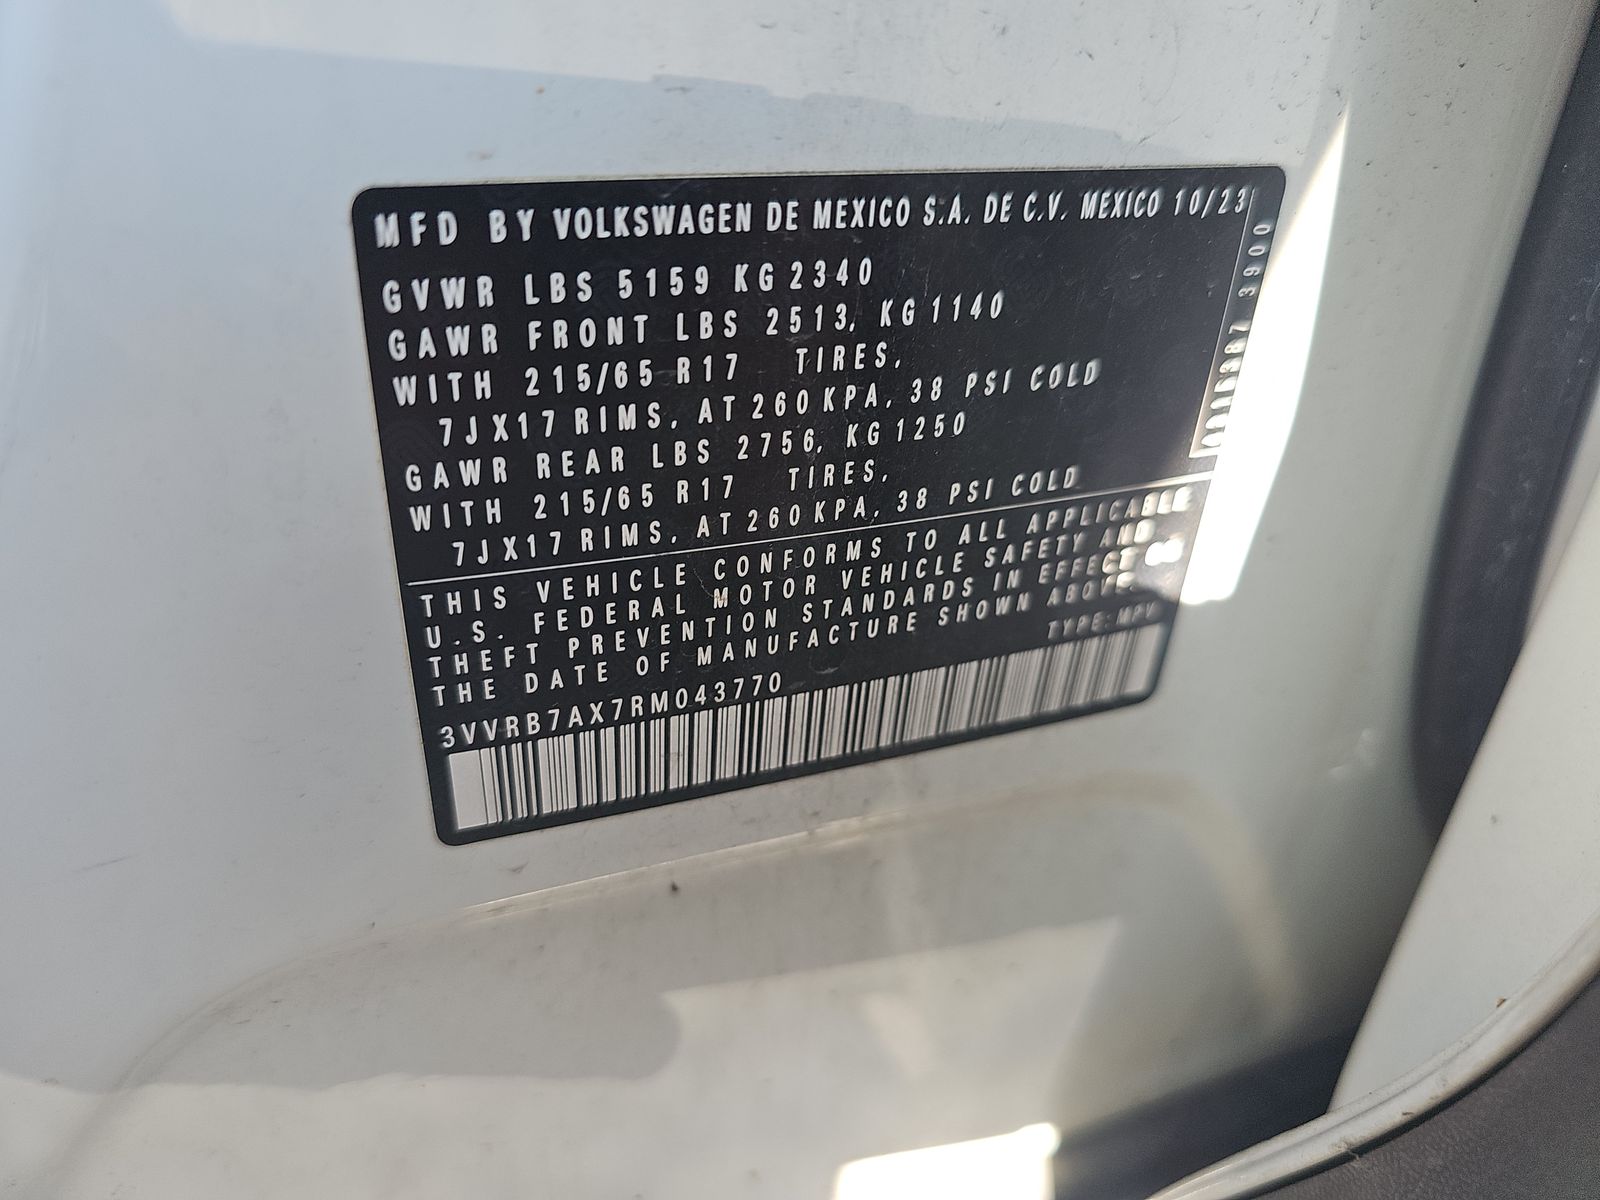 MFD BY VOLKSWAGEN DE MEXICO S.A. DE C.V. MEXICO 10/23
GVWR LBS 5159 KG 2340
GAWR FRONT LBS 2513, KG 1140
WITH 215/65 R17 TIRES,
7JX17 RIMS, AT 260 KPA, 38 PSI COLD
GAWR REAR LBS 2756, KG 1250
WITH 215/65 R17 TIRES,
7JX17 RIMS, AT 260 KPA, 38 PSI COLD
THIS VEHICLE CONFORMS TO ALL APPLICABLE
U.S. FEDERAL MOTOR VEHICLE SAFETY AND
THEFT PREVENTION STANDARDS IN EFFECT ON
THE DATE OF MANUFACTURE SHOWN ABOVE.
TYPE: MPV
3VVRB7AX7RM043770
3900